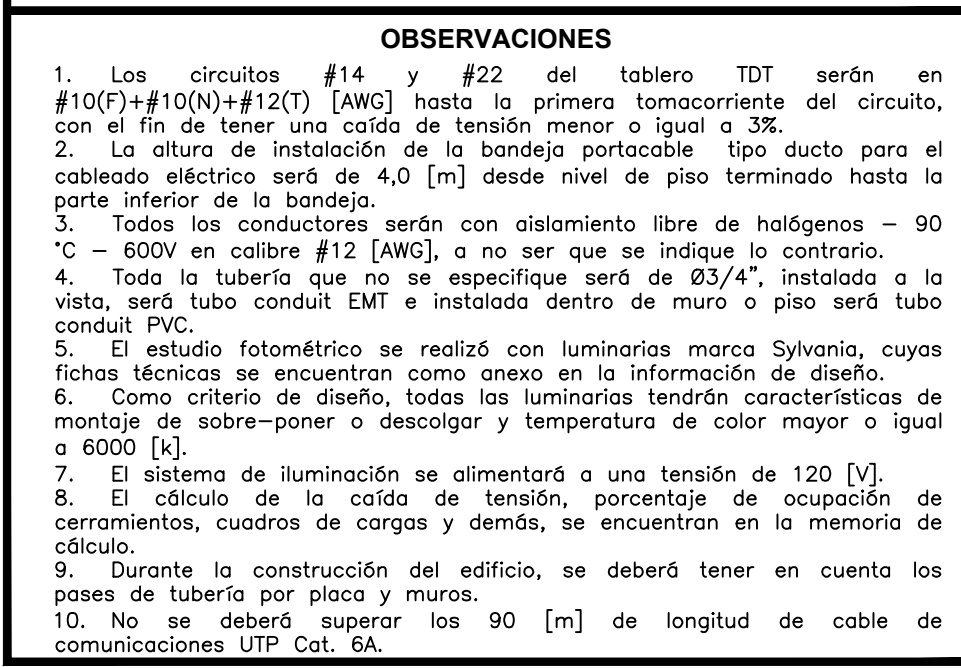 OBSERVACIONES
1. Los circuitos #14 y #22 del tablero TDT serán en
#10(F)+#10(N)+#12(T) [AWG] hasta la primera tomacorriente del circuito,
con el fin de tener una caída de tensión menor o igual a 3%.
2. La altura de instalación de la bandeja portacable tipo ducto para el
cableado eléctrico será de 4,0 [m] desde nivel de piso terminado hasta la
parte inferior de la bandeja.
3. Todos los conductores serán con aislamiento libre de halógenos – 90
°C – 600V en calibre #12 [AWG], a no ser que se indique lo contrario.
4. Toda la tubería que no se especifique será de Ø3/4", instalada a la
vista, será tubo conduit EMT e instalada dentro de muro o piso será tubo
conduit PVC.
5. El estudio fotométrico se realizó con luminarias marca Sylvania, cuyas
fichas técnicas se encuentran como anexo en la información de diseño.
6. Como criterio de diseño, todas las luminarias tendrán características de
montaje de sobre–poner o descolgar y temperatura de color mayor o igual
a 6000 [k].
7. El sistema de iluminación se alimentará a una tensión de 120 [V].
8. El cálculo de la caída de tensión, porcentaje de ocupación de
cerramientos, cuadros de cargas y demás, se encuentran en la memoria de
cálculo.
9. Durante la construcción del edificio, se deberá tener en cuenta los
pases de tubería por placa y muros.
10. No se deberá superar los 90 [m] de longitud de cable de
comunicaciones UTP Cat. 6A.